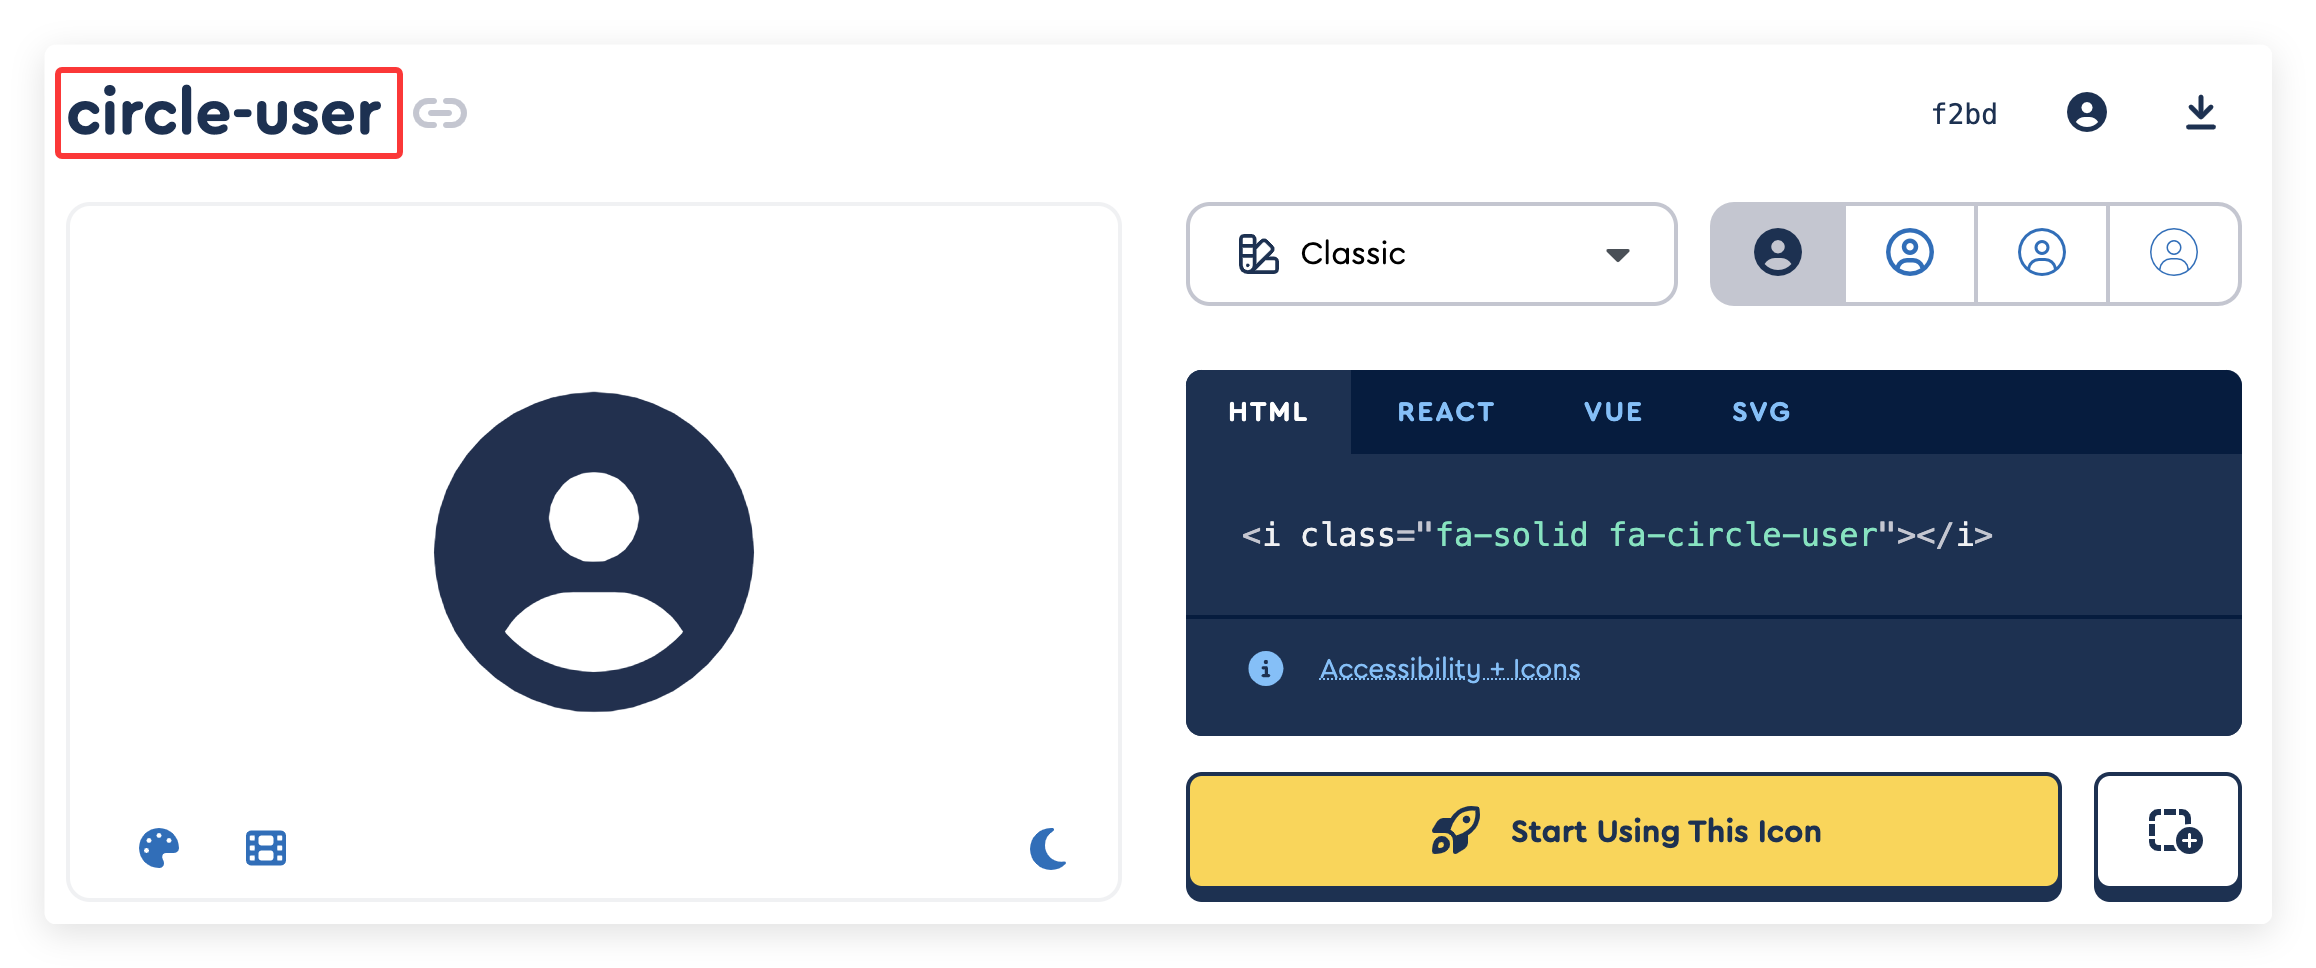 circle-user
f2bd
Classic
HTML REACT VUE SVG
<i class="fa-solid fa-circle-user"></i>
Accessibility + Icons
Start Using This Icon